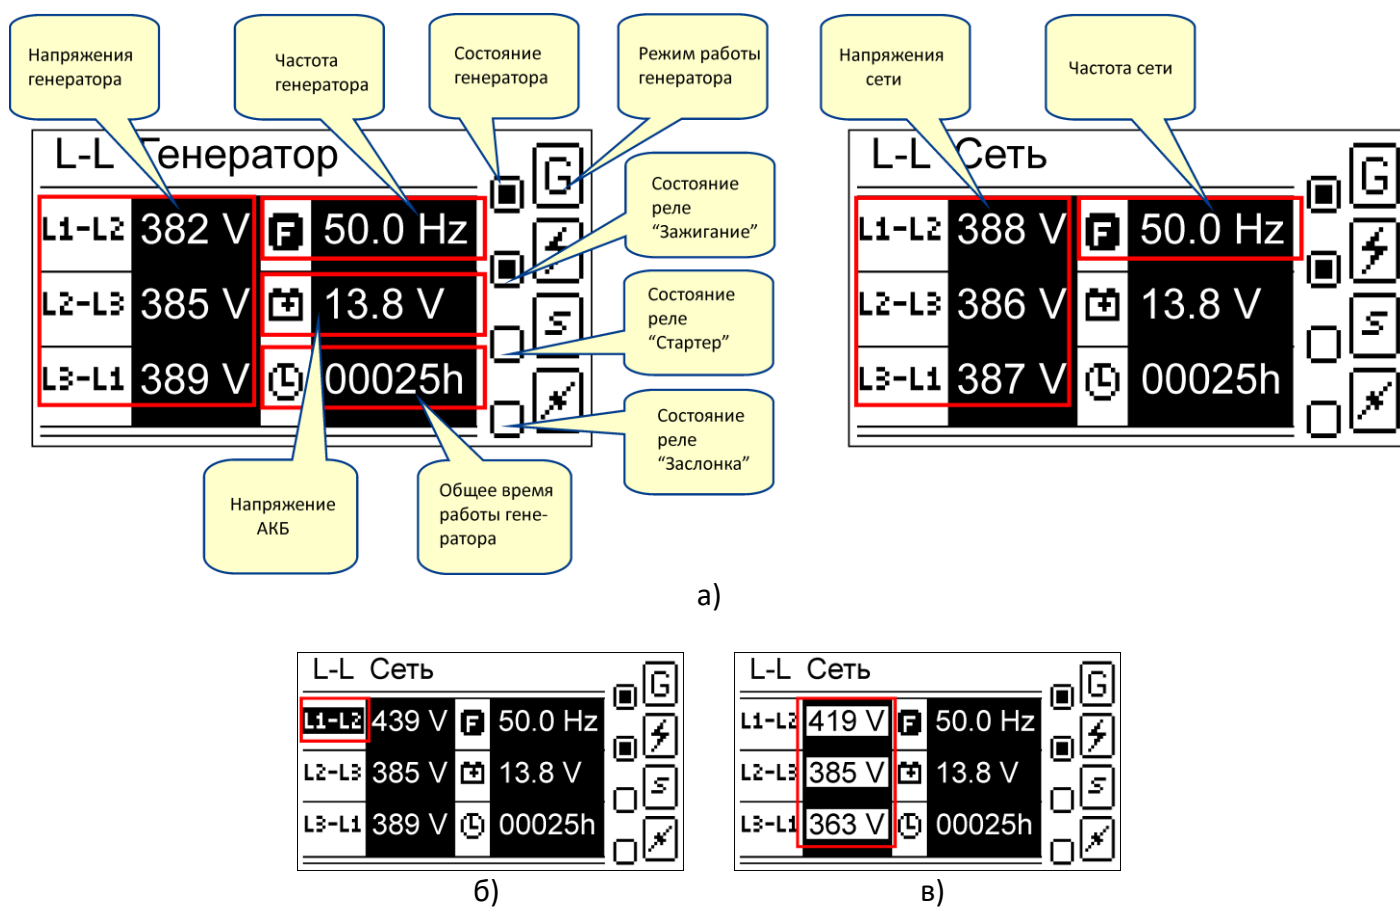 Напряжения
генератора
Частота
генератора
Состояние
генератора
Режим работы
генератора
Напряжения
сети
Частота сети
L-L Генератор
G
L1-L2 382 V F 50.0 Hz
L2-L3 385 V 13.8 V
S
L3-L1 389 V 00025h
Состояние
реле
“Зажигание”
Состояние
реле
“Стартер”
Состояние
реле
“Заслонка”
Напряжение
АКБ
Общее время
работы гене-
ратора
L-L Сеть
G
L1-L2 388 V F 50.0 Hz
L2-L3 386 V 13.8 V
S
L3-L1 387 V 00025h
а)
L-L Сеть
G
L1-L2 439 V F 50.0 Hz
L2-L3 385 V 13.8 V
S
L3-L1 389 V 00025h
б)
L-L Сеть
G
L1-L2 419 V F 50.0 Hz
L2-L3 385 V 13.8 V
S
L3-L1 363 V 00025h
в)